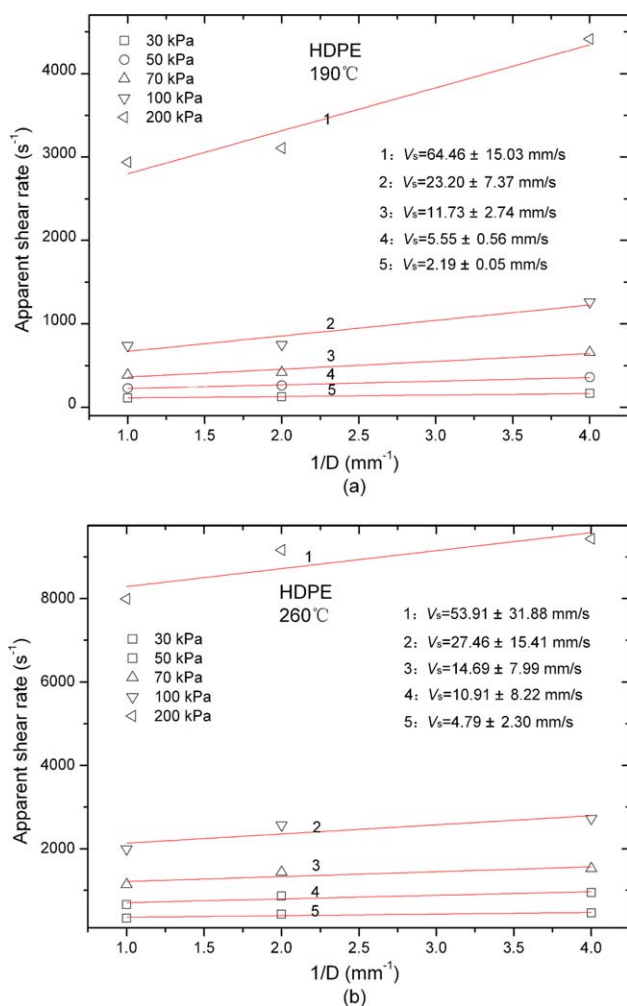 HDPE
190℃
30 kPa
50 kPa
70 kPa
100 kPa
200 kPa
1: Vs=64.46 ± 15.03 mm/s
2: Vs=23.20 ± 7.37 mm/s
3: Vs=11.73 ± 2.74 mm/s
4: Vs=5.55 ± 0.56 mm/s
5: Vs=2.19 ± 0.05 mm/s
1
2
3
4
5
Apparent shear rate (s⁻¹)
4000
3000
2000
1000
0
1.0 1.5 2.0 2.5 3.0 3.5 4.0
1/D (mm⁻¹)
(a)
HDPE
260℃
30 kPa
50 kPa
70 kPa
100 kPa
200 kPa
1: Vs=53.91 ± 31.88 mm/s
2: Vs=27.46 ± 15.41 mm/s
3: Vs=14.69 ± 7.99 mm/s
4: Vs=10.91 ± 8.22 mm/s
5: Vs=4.79 ± 2.30 mm/s
1
2
3
4
5
Apparent shear rate (s⁻¹)
8000
6000
4000
2000
0
1.0 1.5 2.0 2.5 3.0 3.5 4.0
1/D (mm⁻¹)
(b)